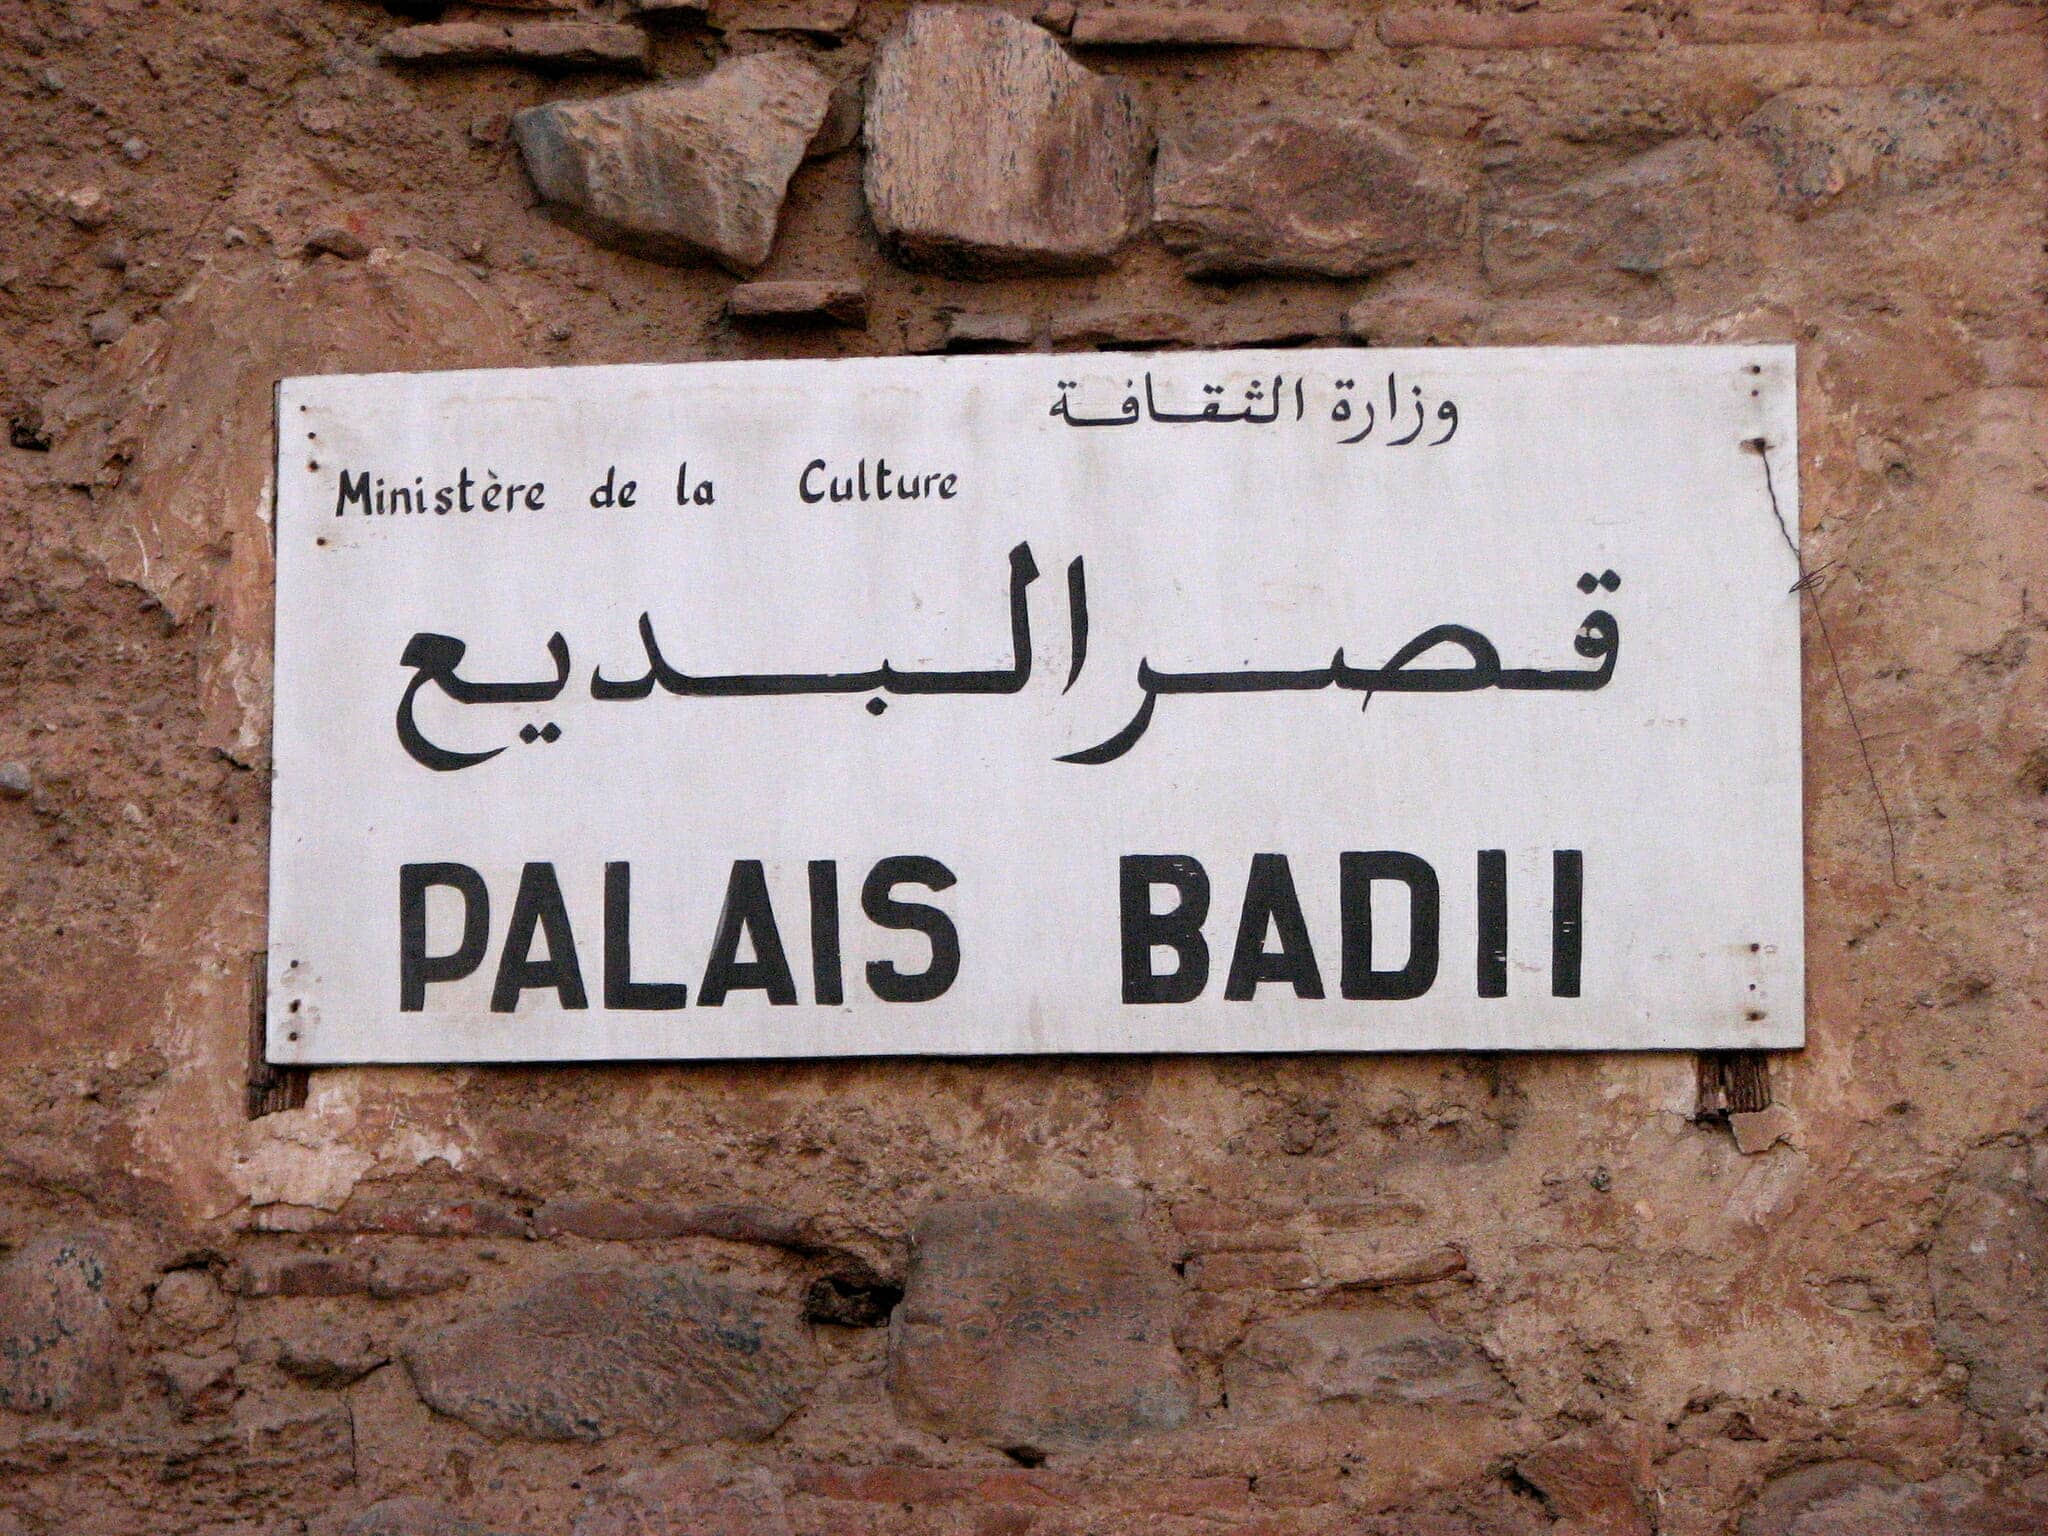 وزارة الثقافة
Ministère de la Culture
قصر البديع
PALAIS BADII